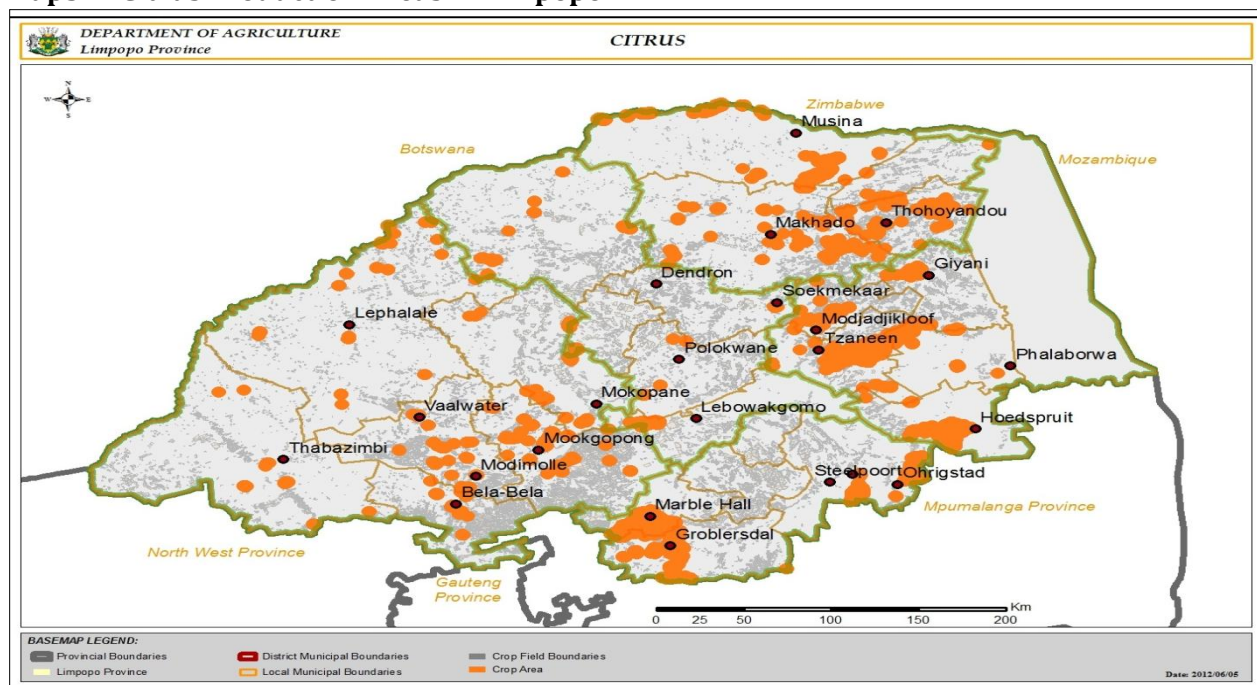 DEPARTMENT OF AGRICULTURE
Limpopo Province
CITRUS
N
W E
S
Zimbabwe
Musina
Botswana
Mozambique
Thohoyandou
Makhado
Giyani
Dendron
Soekmekaar
Lephalale
Modjadjikloof
Tzaneen
Polokwane
Phalaborwa
Mokopane
Vaalwater
Lebowakgomo
Hoedspruit
Mookgopong
Thabazimbi
Modimolle
Steelpoort
Ohrigstad
Bela-Bela
Mpumalanga Province
Marble Hall
Groblersdal
North West Province
Gauteng
Province
Km
0 25 50 100 150 200
BASEMAP LEGEND:
Provincial Boundaries
District Municipal Boundaries
Crop Field Boundaries
Limpopo Province
Local Municipal Boundaries
Crop Area
Date: 2012/06/05